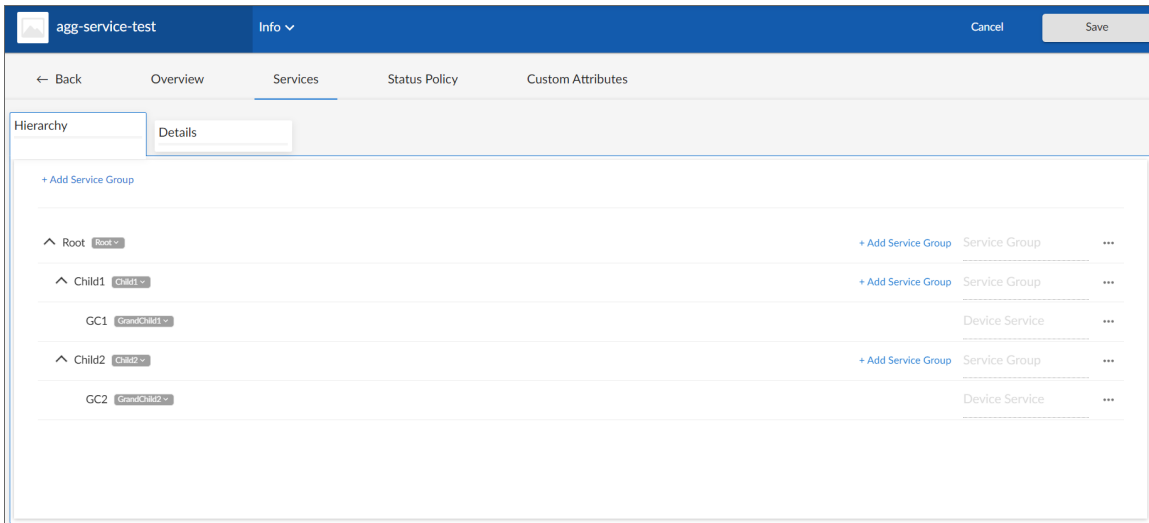 agg-service-test Info Cancel Save
← Back Overview Services Status Policy Custom Attributes
Hierarchy Details
+ Add Service Group
Root Root + Add Service Group Service Group ...
Child1 Child1 + Add Service Group Service Group ...
GC1 GrandChild1 Device Service ...
Child2 Child2 + Add Service Group Service Group ...
GC2 GrandChild2 Device Service ...